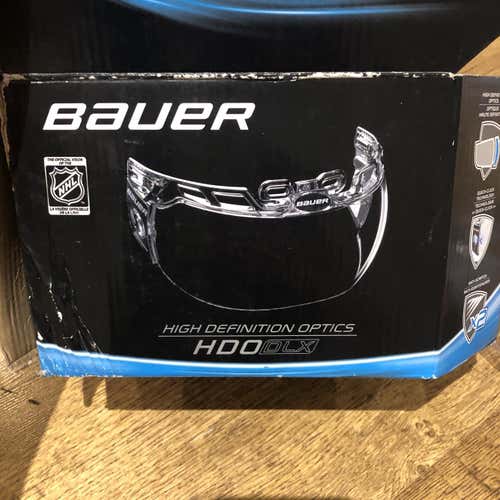 BAUER
THE OFFICIAL VISOR
OF THE
NHL
LA VISIÈRE OFFICIELLE
DE LA LNH
BAUER
HIGH DEFINITION OPTICS
HDO DLX